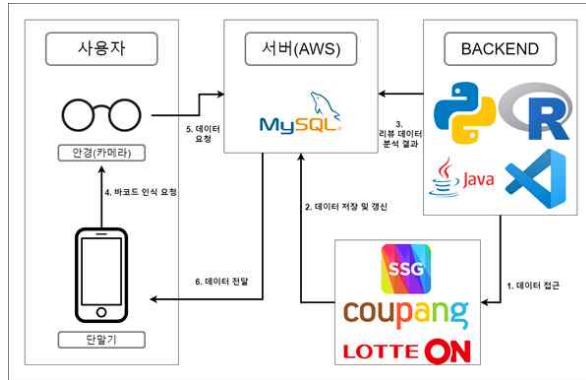 사용자
서버(AWS)
BACKEND
MySQL
안경(카메라)
5. 데이터
요청
3.
리뷰 데이터
분석 결과
R
Java
4. 바코드 인식 요청
2. 데이터 저장 및 갱신
SSG
coupang
LOTTE ON
1. 데이터 접근
6. 데이터 전달
단말기